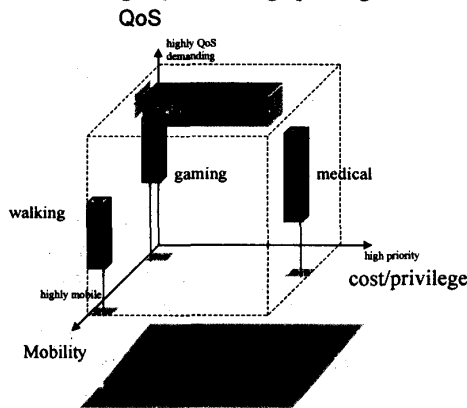 QoS
highly QoS
demanding
gaming
medical
walking
high priority
cost/privilege
highly mobile
Mobility